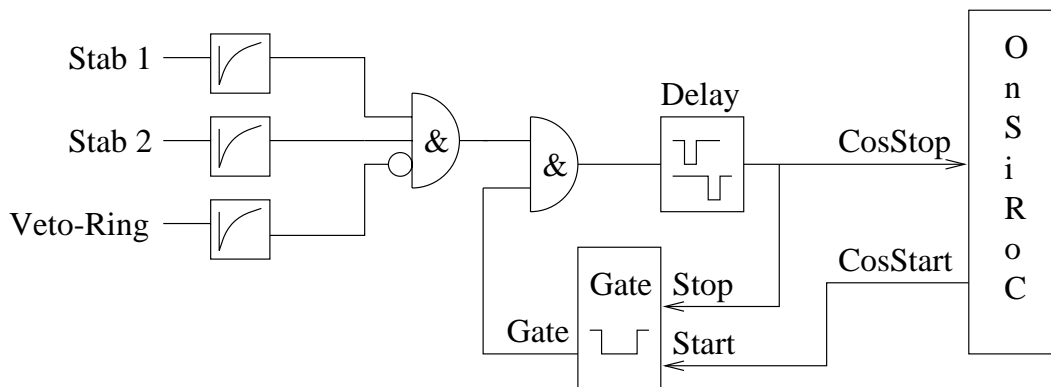 Stab 1
Stab 2
Veto-Ring
&
&
Delay
CosStop
CosStart
Gate
Stop
Start
Gate
O
n
S
i
R
o
C